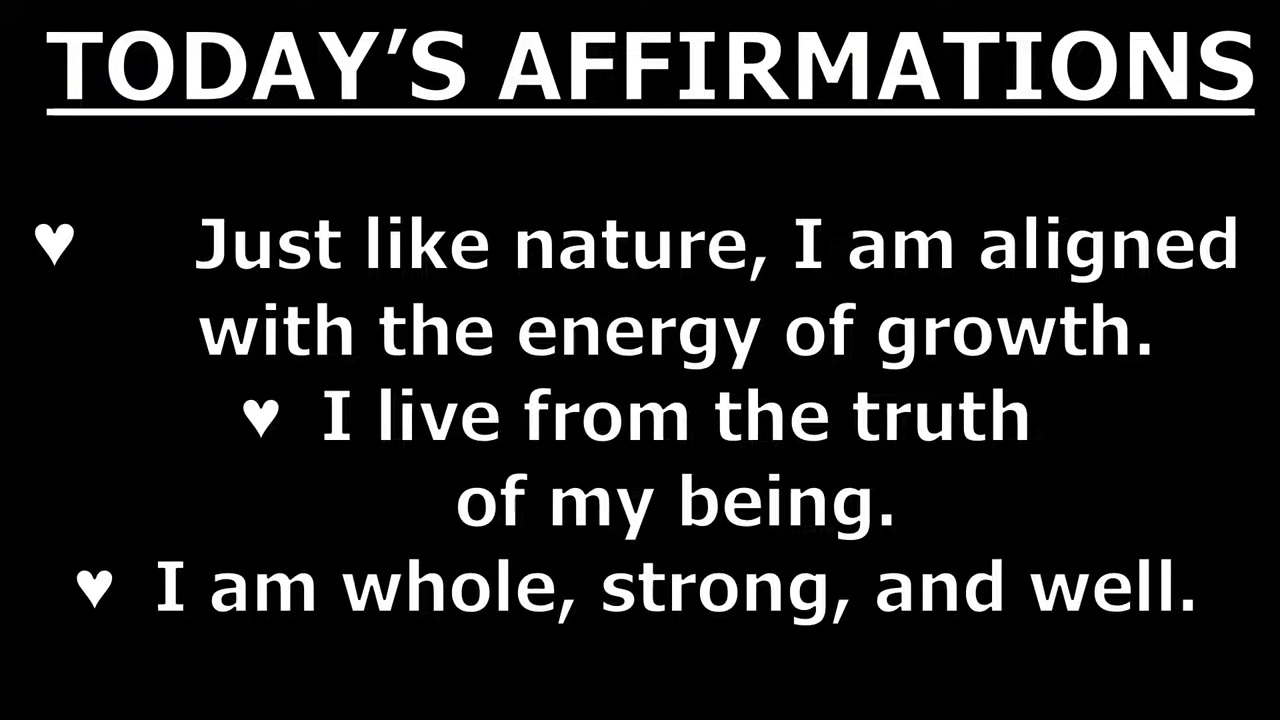 TODAY’S AFFIRMATIONS
♥ Just like nature, I am aligned
with the energy of growth.
♥ I live from the truth
of my being.
♥ I am whole, strong, and well.